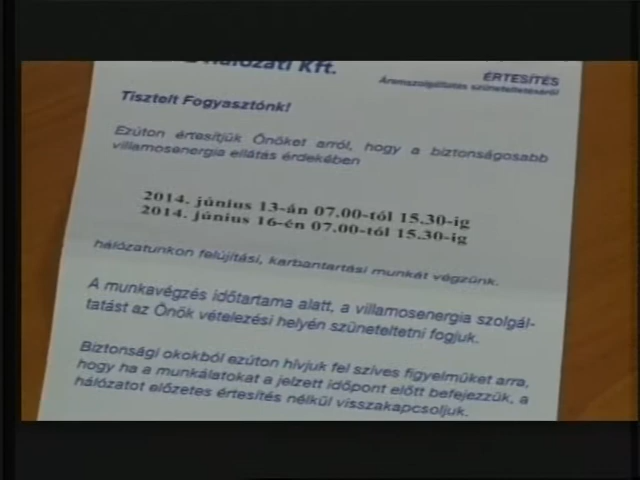 Hálózati Kft.
ÉRTESÍTÉS
Áramszolgáltatás szüneteltetéséről
Tisztelt Fogyasztónk!
Ezúton értesítjük Önöket arról, hogy a biztonságosabb
villamosenergia ellátás érdekében
2014. június 13-án 07.00-tól 15.30-ig
2014. június 16-én 07.00-tól 15.30-ig
hálózatunkon felújítási, karbantartási munkát végzünk.
A munkavégzés időtartama alatt, a villamosenergia szolgál-
tatást az Önök vételezési helyén szüneteltetni fogjuk.
Biztonsági okokból ezúton hívjuk fel szíves figyelmüket arra,
hogy ha a munkálatokat a jelzett időpont előtt befejezzük, a
hálózatot előzetes értesítés nélkül visszakapcsoljuk.